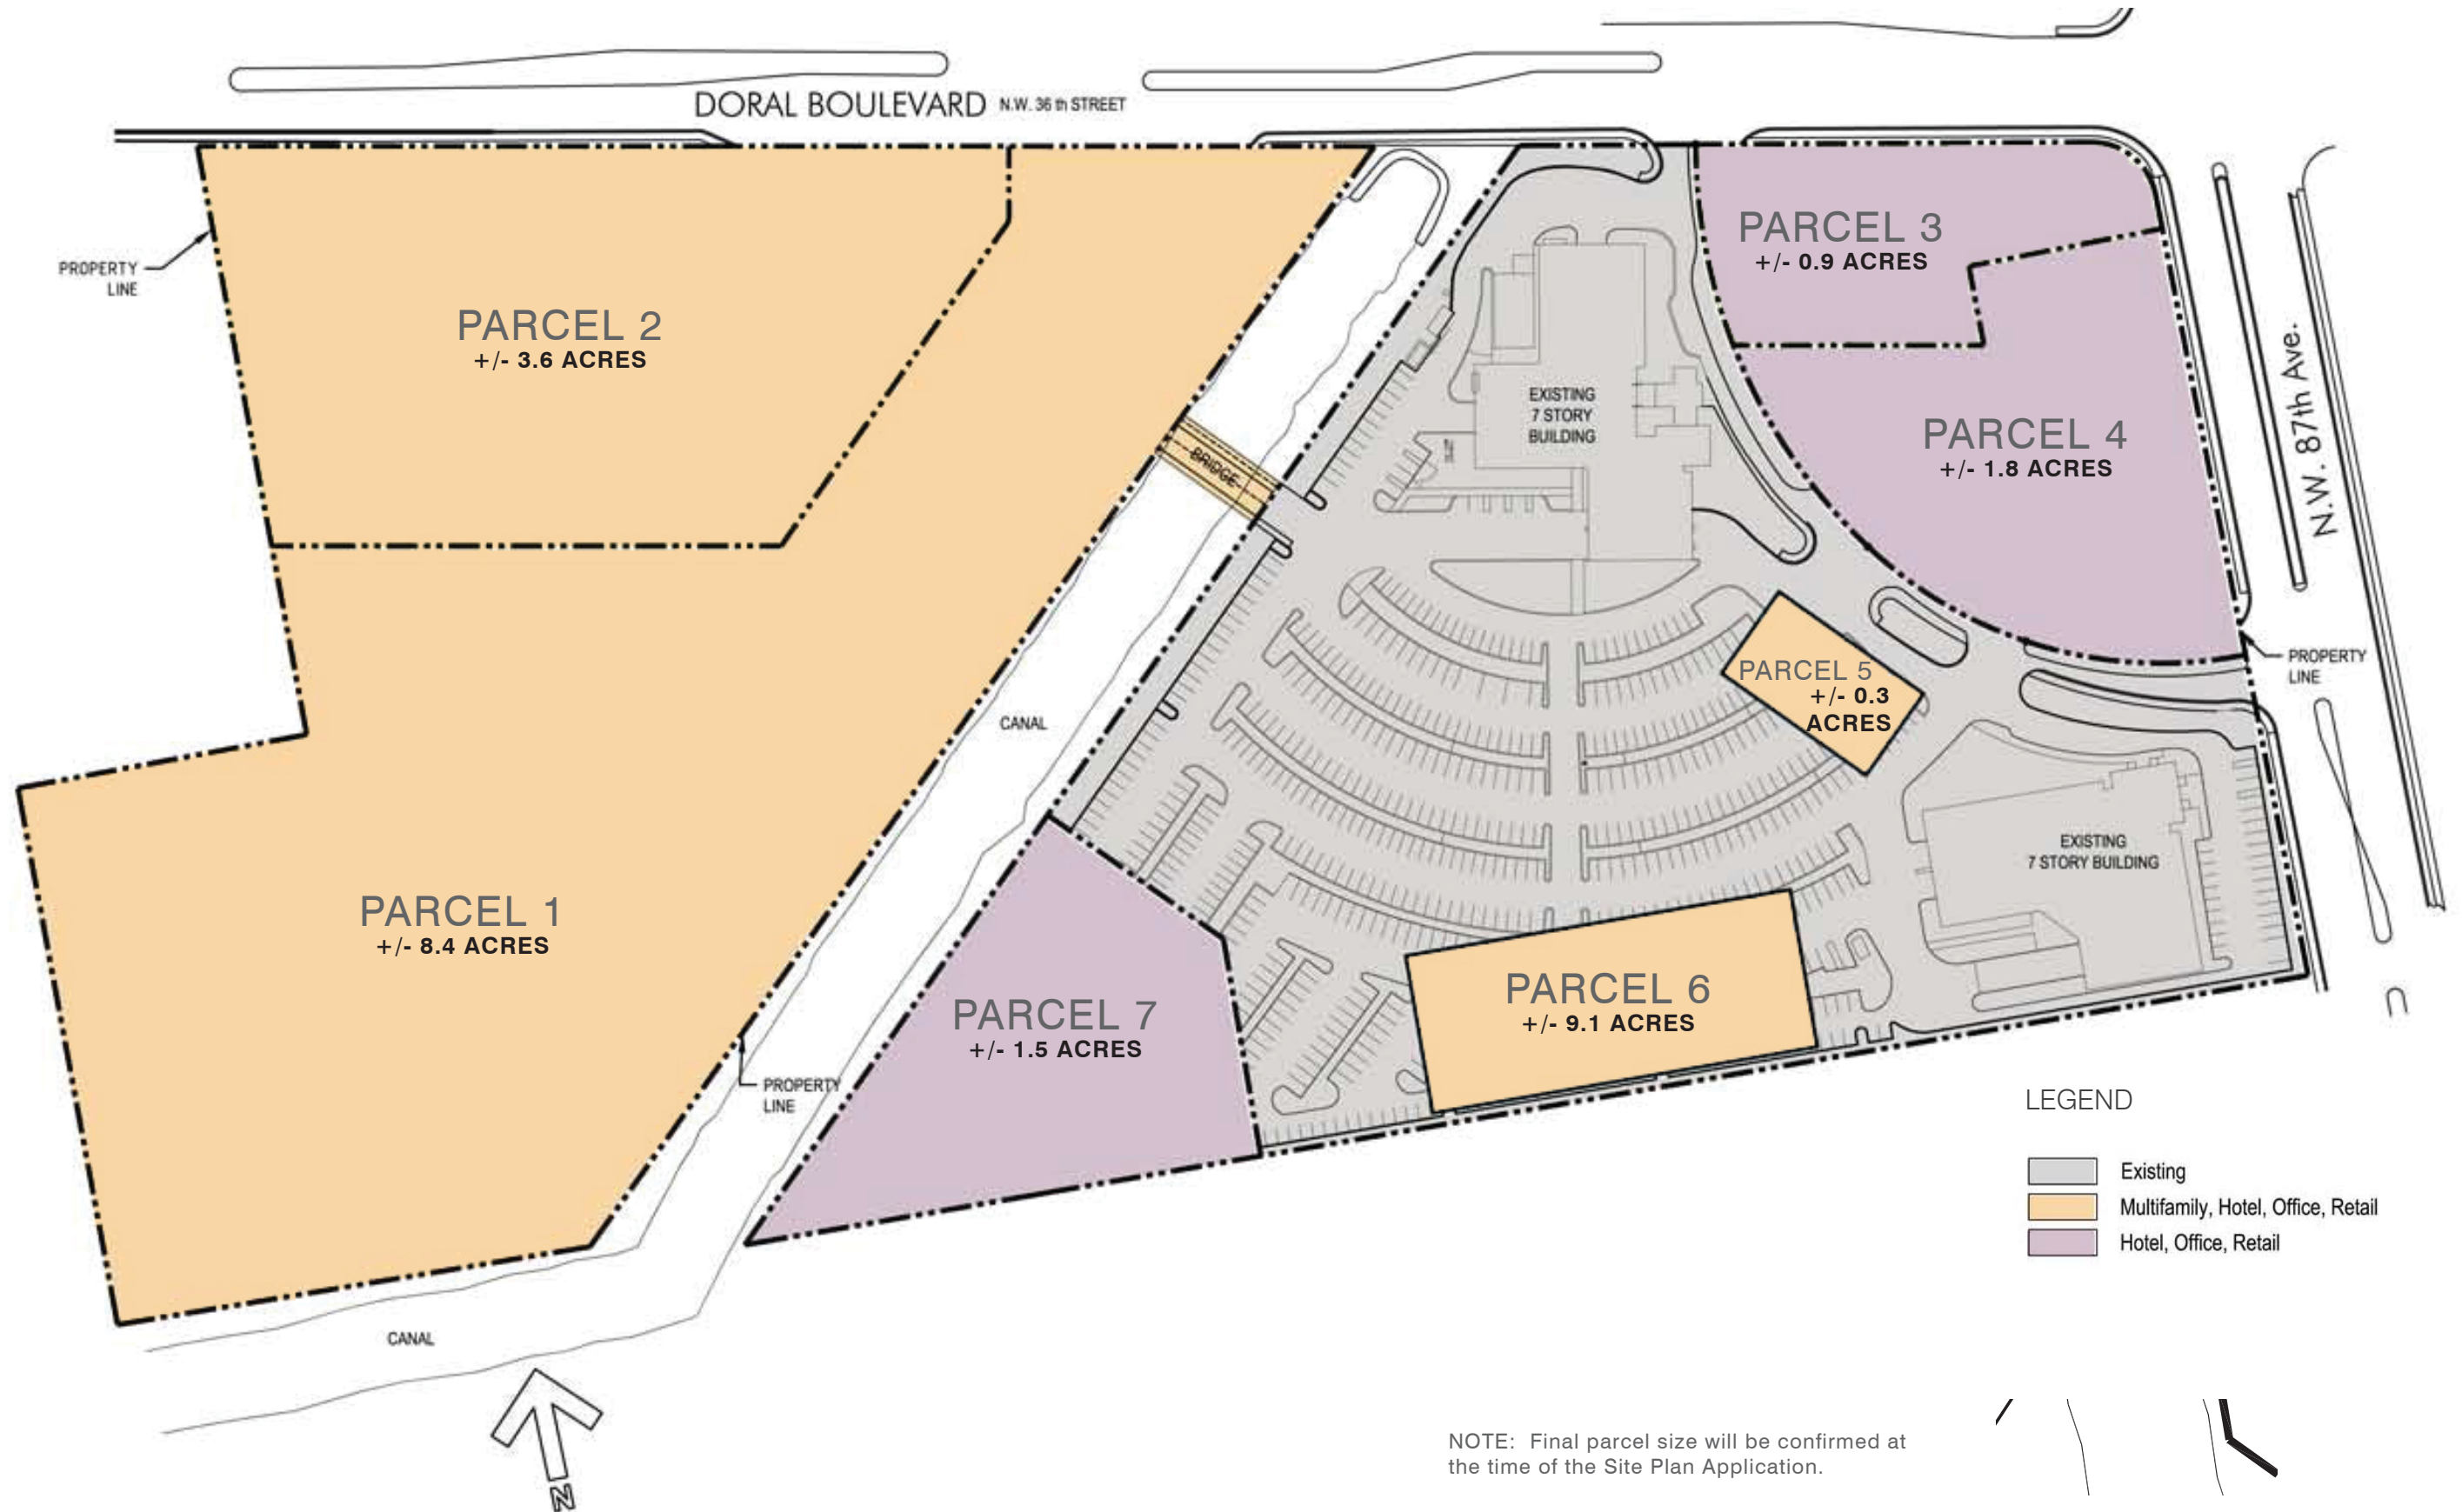 DORAL BOULEVARD N.W. 36 th STREET
PROPERTY
LINE
PARCEL 2
+/- 3.6 ACRES
PARCEL 3
+/- 0.9 ACRES
PARCEL 4
+/- 1.8 ACRES
N.W. 87th Ave.
EXISTING
7 STORY
BUILDING
BRIDGE
PARCEL 5
+/- 0.3
ACRES
PROPERTY
LINE
CANAL
EXISTING
7 STORY BUILDING
PARCEL 1
+/- 8.4 ACRES
PARCEL 7
+/- 1.5 ACRES
PARCEL 6
+/- 9.1 ACRES
PROPERTY
LINE
CANAL
N
LEGEND
Existing
Multifamily, Hotel, Office, Retail
Hotel, Office, Retail
NOTE: Final parcel size will be confirmed at
the time of the Site Plan Application.